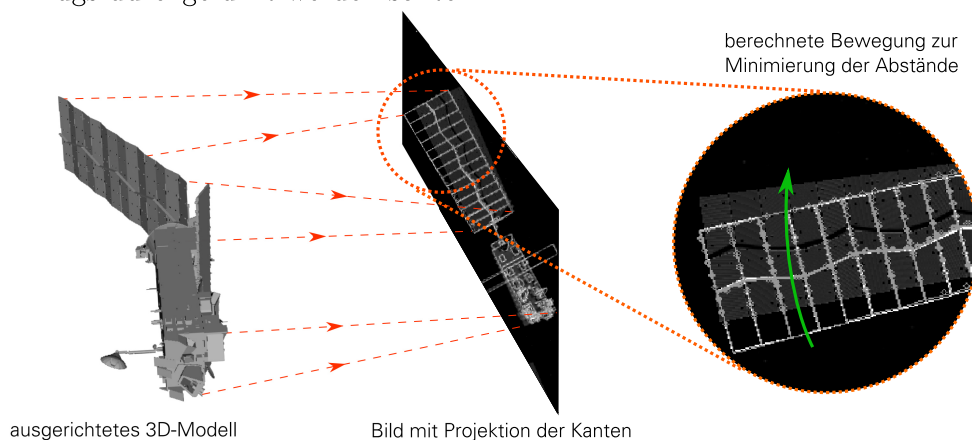 berechnete Bewegung zur
Minimierung der Abstände
ausgerichtetes 3D-Modell
Bild mit Projektion der Kanten